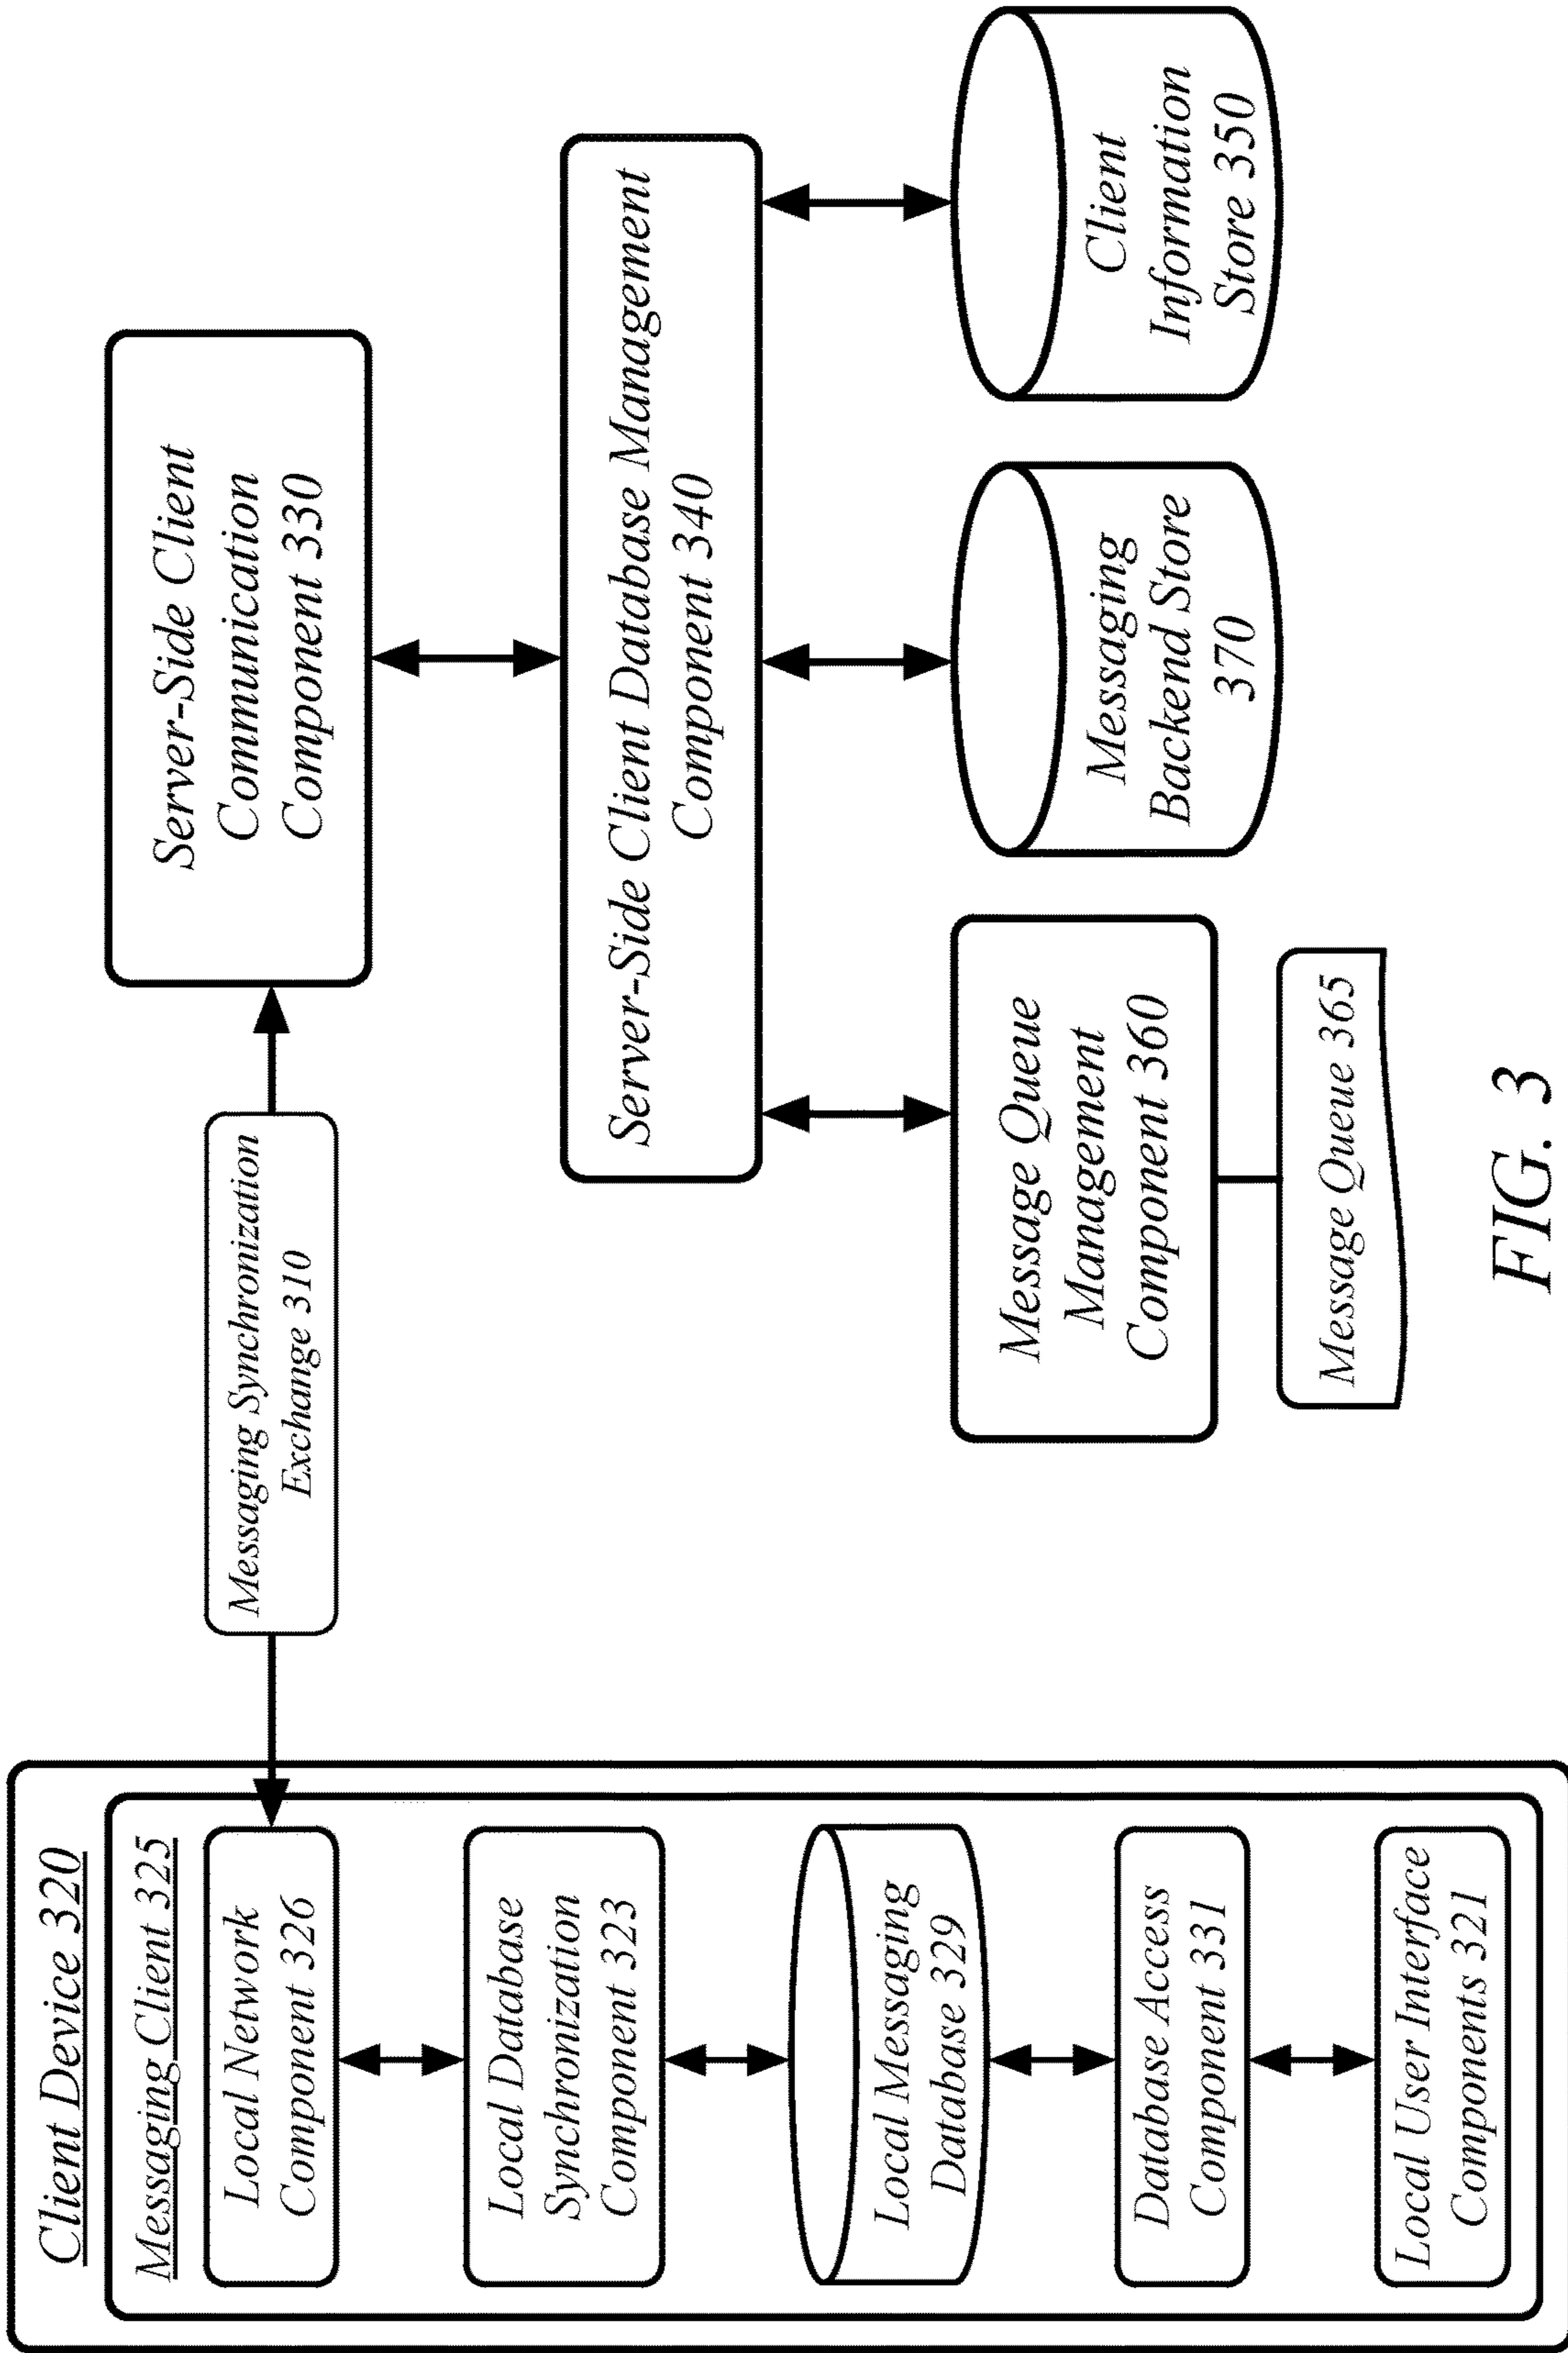 Client Device 320
Messaging Client 325
Local Network
Component 326
Local Database
Synchronization
Component 323
Local Messaging
Database 329
Database Access
Component 331
Local User Interface
Components 321
Messaging Synchronization
Exchange 310
Server-Side Client
Communication
Component 330
Server-Side Client Database Management
Component 340
Message Queue
Management
Component 360
Message Queue 365
Messaging
Backend Store
370
Client
Information
Store 350
FIG. 3